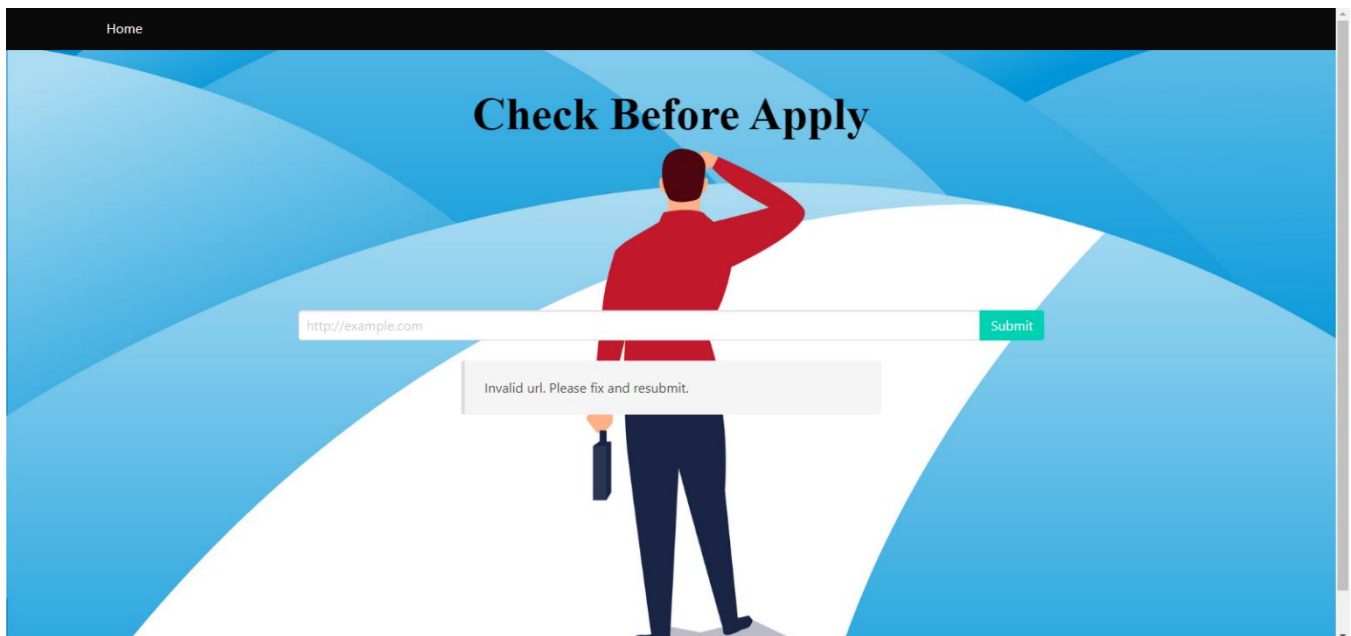 Home
Check Before Apply
http://example.com
Submit
Invalid url. Please fix and resubmit.